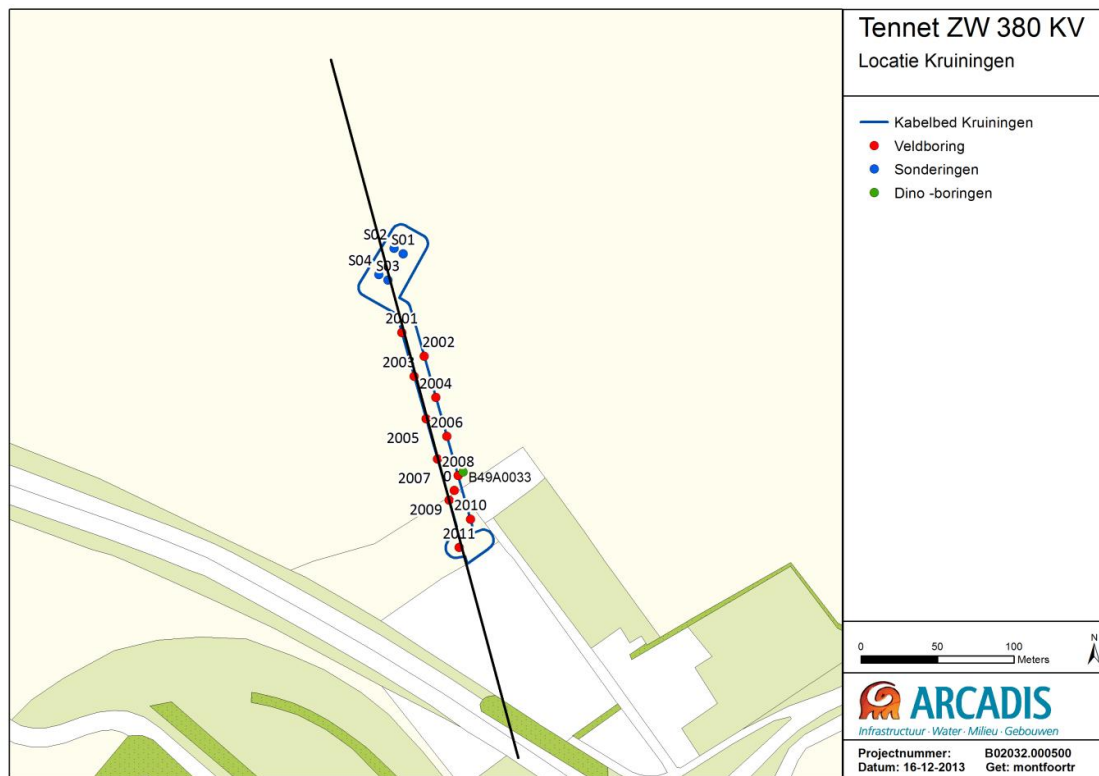 Tennet ZW 380 KV
Locatie Kruiningen
Kabelbed Kruiningen
Veldboring
Sonderingen
Dino -boringen
S02
S01
S04
S03
2001
2002
2003
2004
2006
2005
2008
2007
0
B49A0033
2009
2010
2011
0 50 100
Meters
N
ARCADIS
Infrastructuur · Water · Milieu · Gebouwen
Projectnummer: B02032.000500
Datum: 16-12-2013 Get: montfoortr